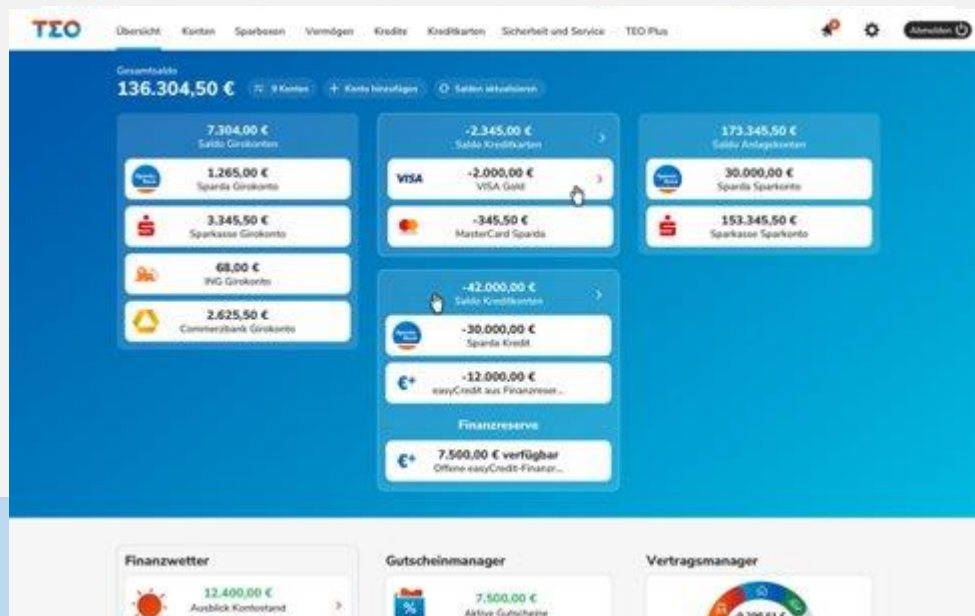 TEO
Übersicht Konten Sparboxen Vermögen Kredite Kreditkarten Sicherheit und Service TEO Plus
Abmelden
Gesamtsaldo
136.304,50 € 9 Konten + Konto hinzufügen Salden aktualisieren
7.304,00 €
Saldo Girokonten
1.265,00 €
Sparda Girokonto
3.345,50 €
Sparkasse Girokonto
68,00 €
ING Girokonto
2.625,50 €
Commerzbank Girokonto
-2.345,00 €
Saldo Kreditkarten
VISA
-2.000,00 €
VISA Gold
-345,50 €
MasterCard Sparda
-42.000,00 €
Saldo Kreditkonten
-30.000,00 €
Sparda Kredit
€+
-12.000,00 €
easyCredit aus Finanzreser...
Finanzreserve
€+
7.500,00 € verfügbar
Offene easyCredit-Finanzr...
173.345,50 €
Saldo Anlagekonten
30.000,00 €
Sparda Sparkonto
153.345,50 €
Sparkasse Sparkonto
Finanzwetter
12.400,00 €
Ausblick Kontostand
Gutscheinmanager
%
7.500,00 €
Aktive Gutscheine
Vertragsmanager